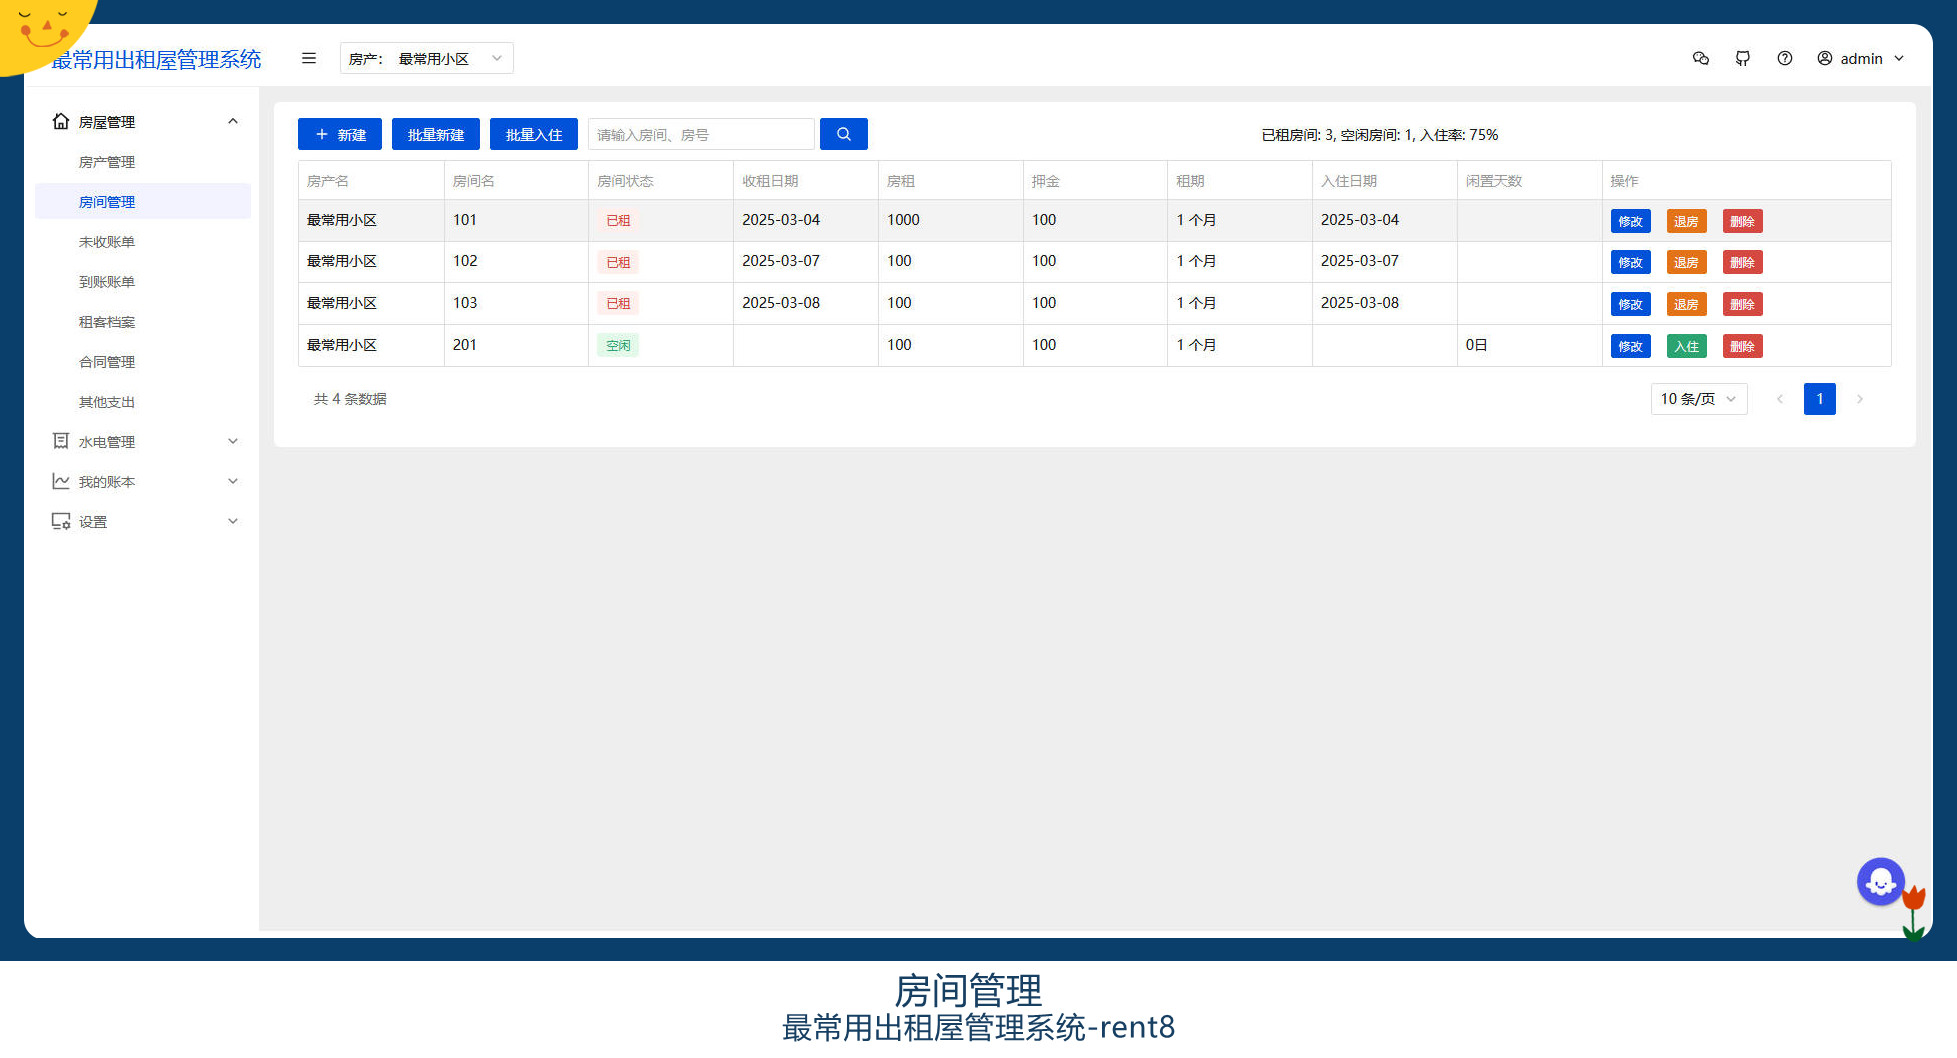 最常用出租屋管理系统
房产： 最常用小区
admin
房屋管理
房产管理
房间管理
未收账单
到账账单
租客档案
合同管理
其他支出
水电管理
我的账本
设置
新建 批量新建 批量入住 请输入房间、房号
已租房间: 3, 空闲房间: 1, 入住率: 75%
房产名 房间名 房间状态 收租日期 房租 押金 租期 入住日期 闲置天数 操作
最常用小区 101 已租 2025-03-04 1000 100 1 个月 2025-03-04 修改 退房 删除
最常用小区 102 已租 2025-03-07 100 100 1 个月 2025-03-07 修改 退房 删除
最常用小区 103 已租 2025-03-08 100 100 1 个月 2025-03-08 修改 退房 删除
最常用小区 201 空闲 100 100 1 个月 0日 修改 入住 删除
共 4 条数据
10 条/页 1
房间管理
最常用出租屋管理系统-rent8